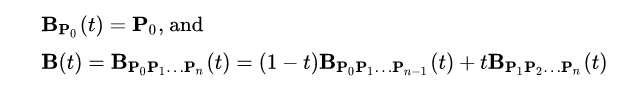 B_{P_0}(t) = P_0, and
B(t) = B_{P_0P_1...P_n}(t) = (1 − t)B_{P_0P_1...P_{n−1}}(t) + tB_{P_1P_2...P_n}(t)